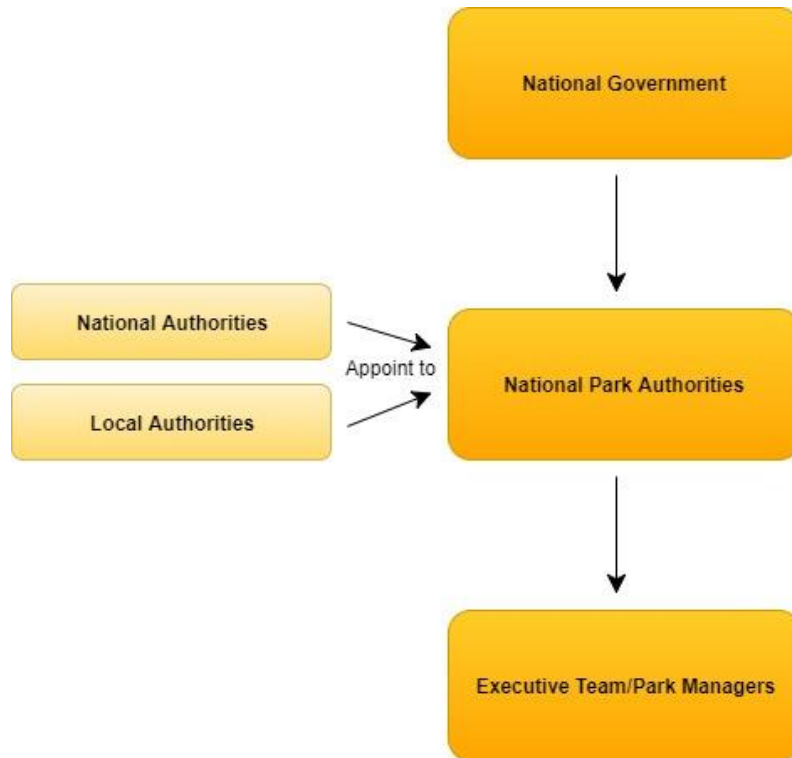 National Government
National Authorities
Appoint to
Local Authorities
National Park Authorities
Executive Team/Park Managers